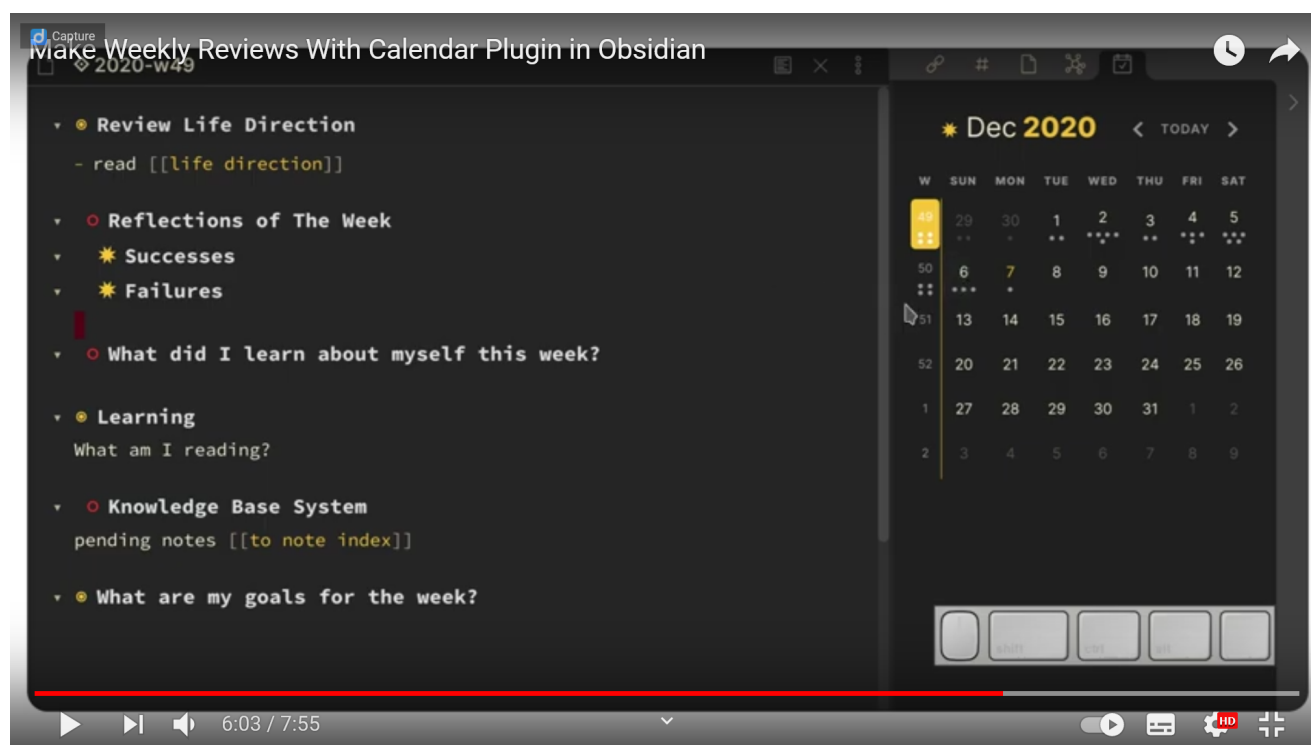 Capture
Make Weekly Reviews With Calendar Plugin in Obsidian
2020-w49
Review Life Direction
- read [[life direction]]
Reflections of The Week
Successes
Failures
What did I learn about myself this week?
Learning
What am I reading?
Knowledge Base System
pending notes [[to note index]]
What are my goals for the week?
Dec 2020 < TODAY >
W SUN MON TUE WED THU FRI SAT
49 29 30 1 2 3 4 5
50 6 7 8 9 10 11 12
51 13 14 15 16 17 18 19
52 20 21 22 23 24 25 26
1 27 28 29 30 31 1 2
2 3 4 5 6 7 8 9
shift ctrl alt
6:03 / 7:55
HD